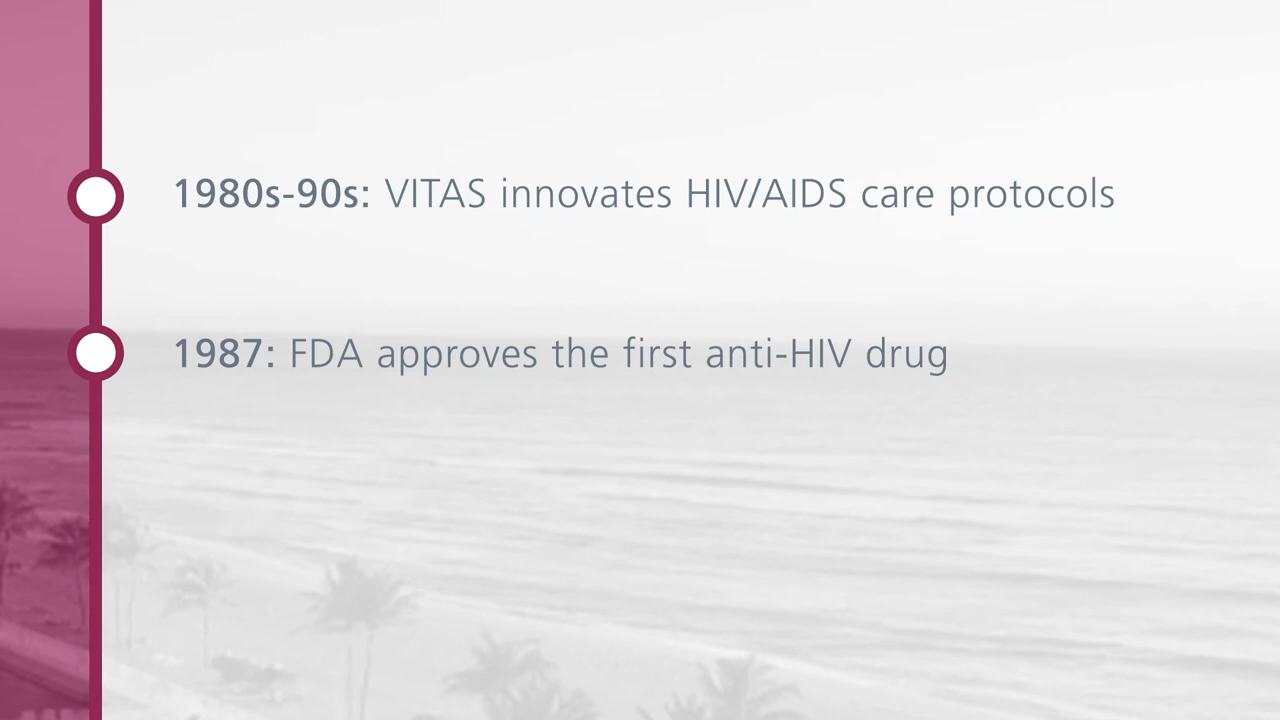 1980s-90s: VITAS innovates HIV/AIDS care protocols
1987: FDA approves the first anti-HIV drug